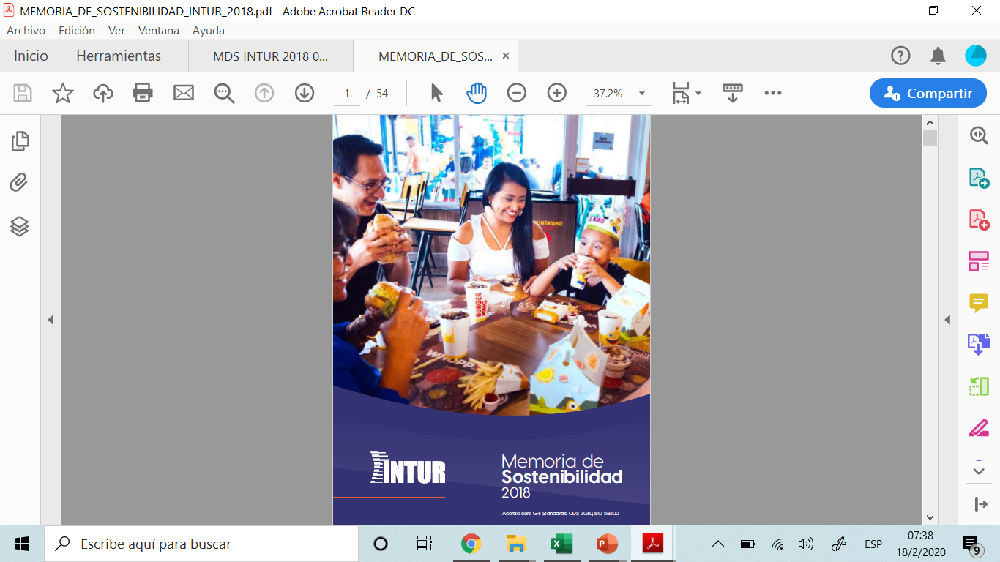 MEMORIA_DE_SOSTENIBILIDAD_INTUR_2018.pdf - Adobe Acrobat Reader DC
Archivo Edición Ver Ventana Ayuda
Inicio Herramientas MDS INTUR 2018 0... MEMORIA_DE_SOS... ×
1 / 54 37.2% Compartir
BURGER KING
WHOPP
INTUR
Memoria de
Sostenibilidad
2018
Acorde con: GRI Standards, ODS 2030, ISO 26000
Escribe aquí para buscar
ESP
07:38
18/2/2020
9